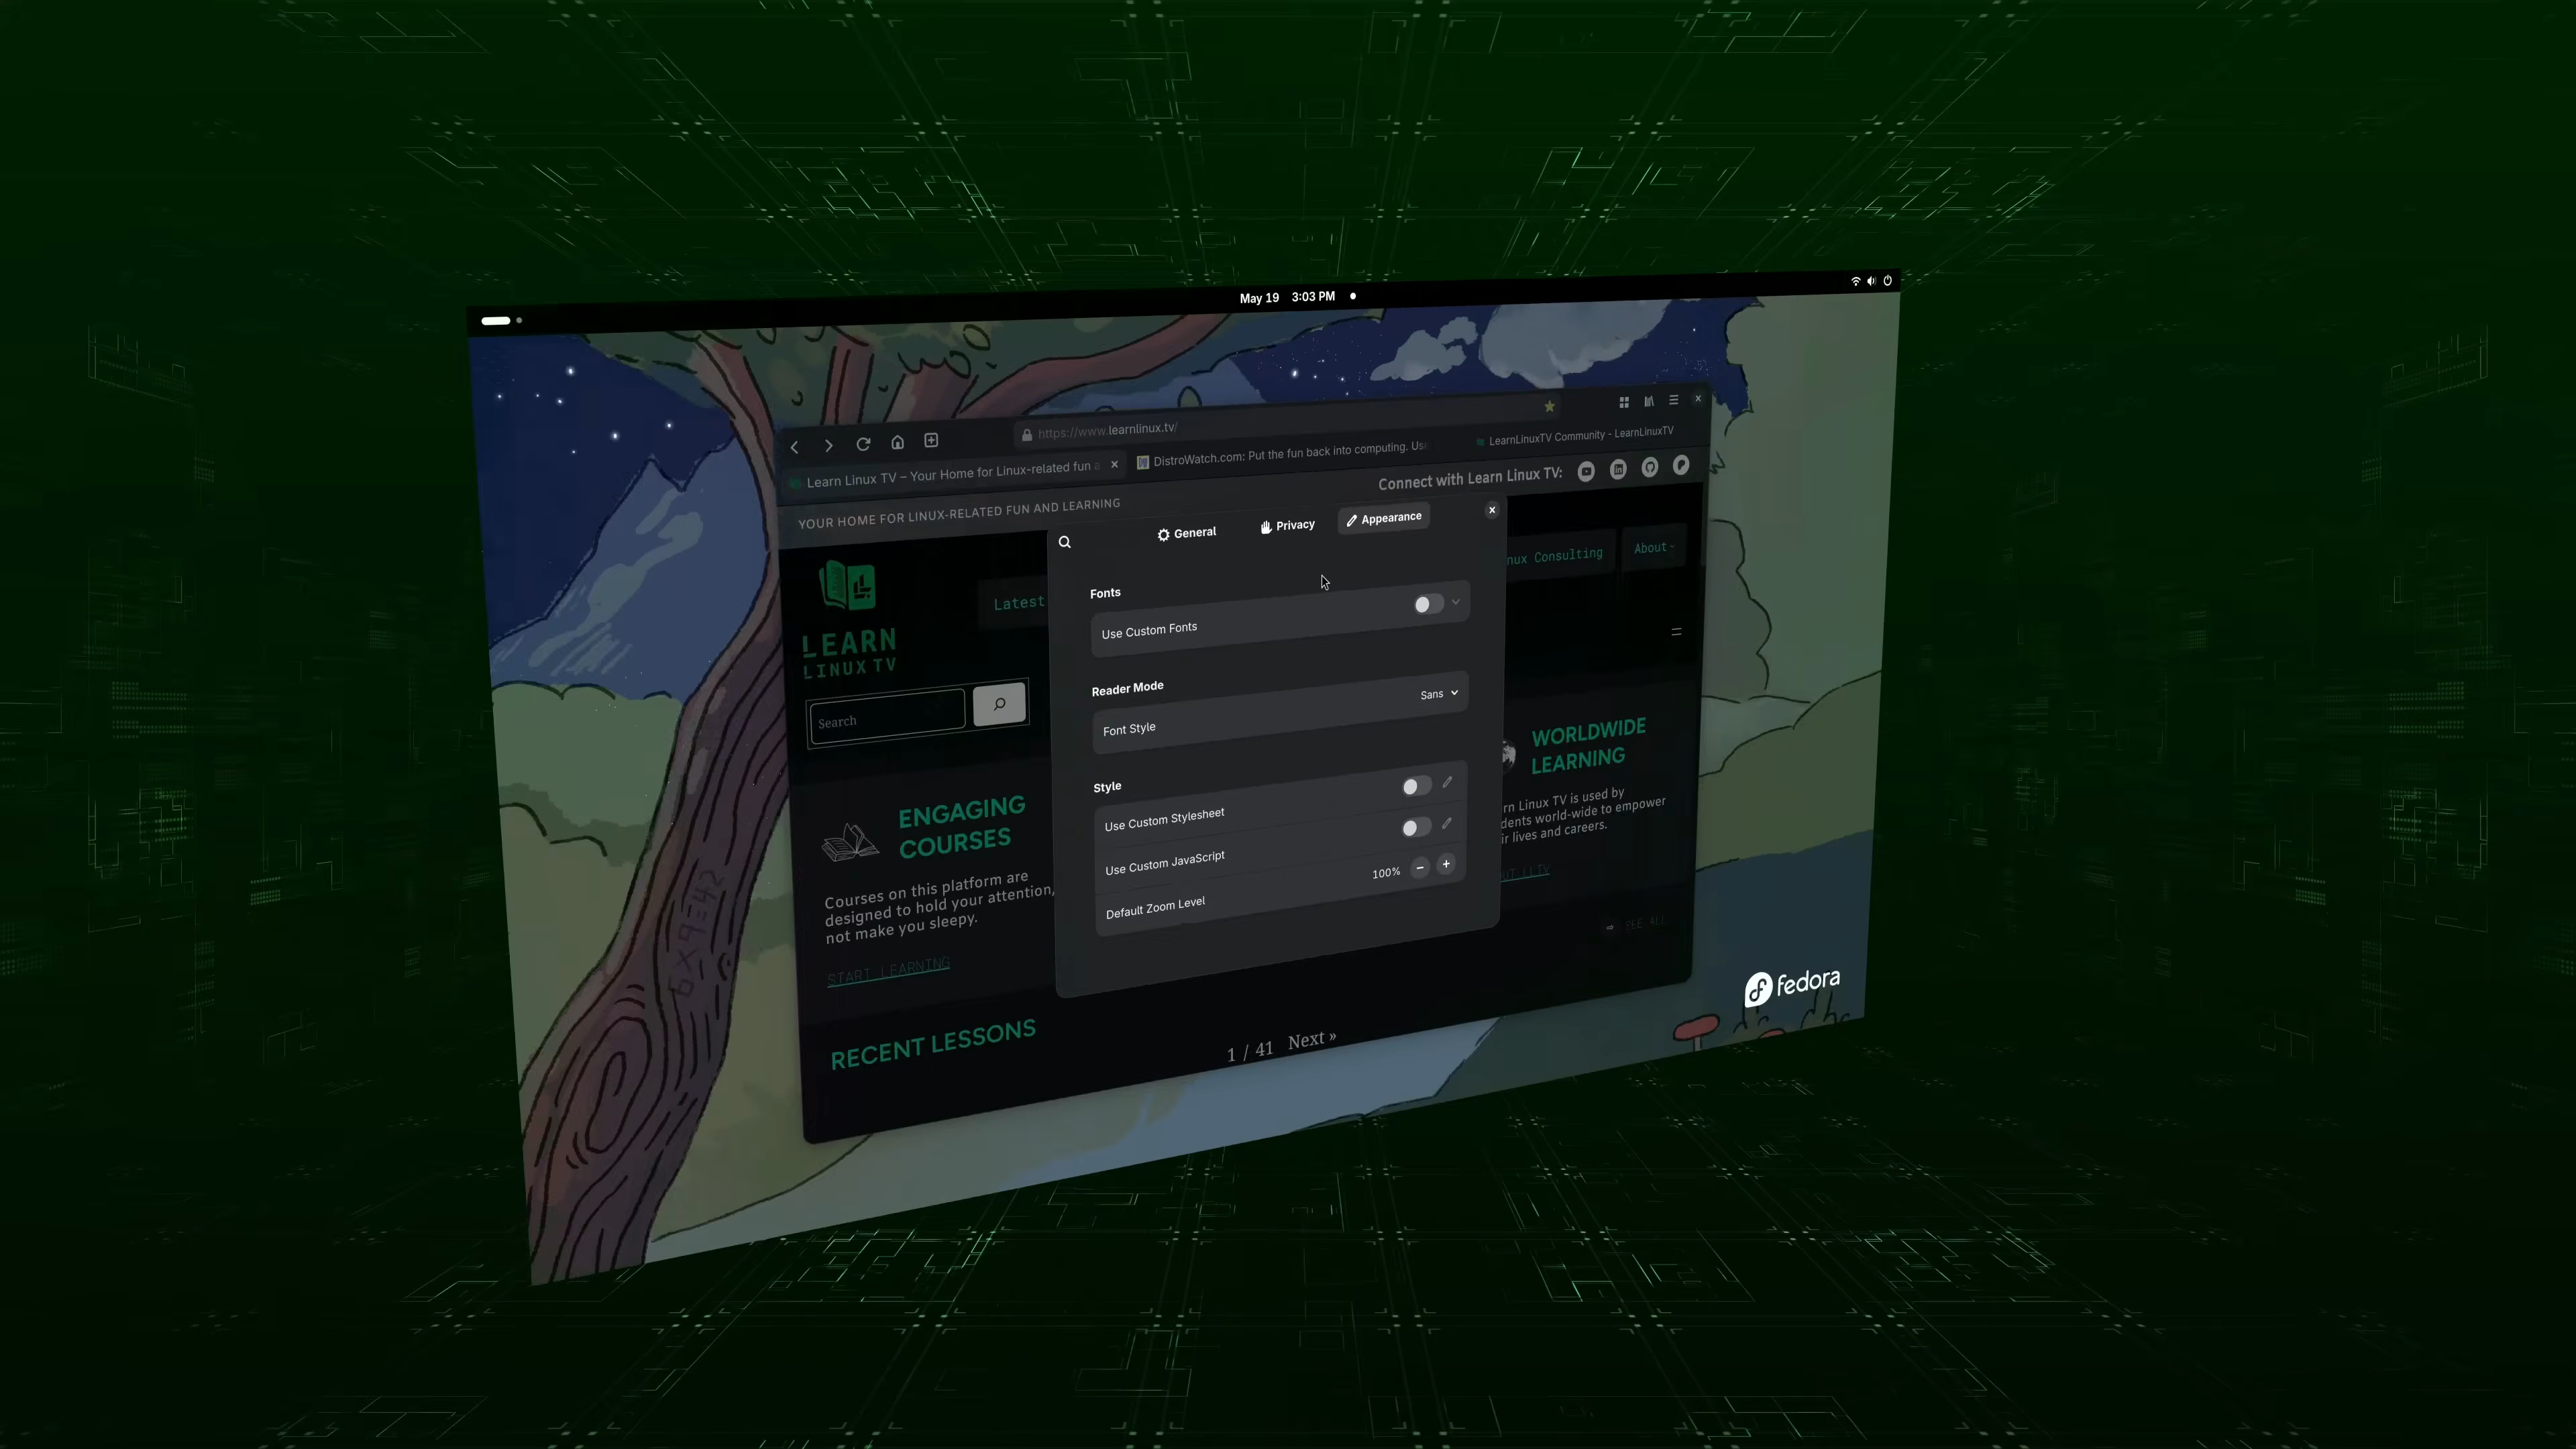 May 19 3:03 PM
https://www.learnlinux.tv/
Learn Linux TV – Your Home for Linux-related fun a
DistroWatch.com: Put the fun back into computing. Use
LearnLinuxTV Community - LearnLinuxTV
YOUR HOME FOR LINUX-RELATED FUN AND LEARNING
Connect with Learn Linux TV:
General
Privacy
Appearance
LEARN
LINUX TV
Latest
nux Consulting
About
Search
Fonts
Use Custom Fonts
Reader Mode
Font Style
Sans
Style
Use Custom Stylesheet
Use Custom JavaScript
Default Zoom Level
100%
ENGAGING
COURSES
Courses on this platform are
designed to hold your attention,
not make you sleepy.
START LEARNING
WORLDWIDE
LEARNING
rn Linux TV is used by
dents world-wide to empower
ir lives and careers.
SEE ALL
RECENT LESSONS
1 / 41 Next »
6×9=42
fedora